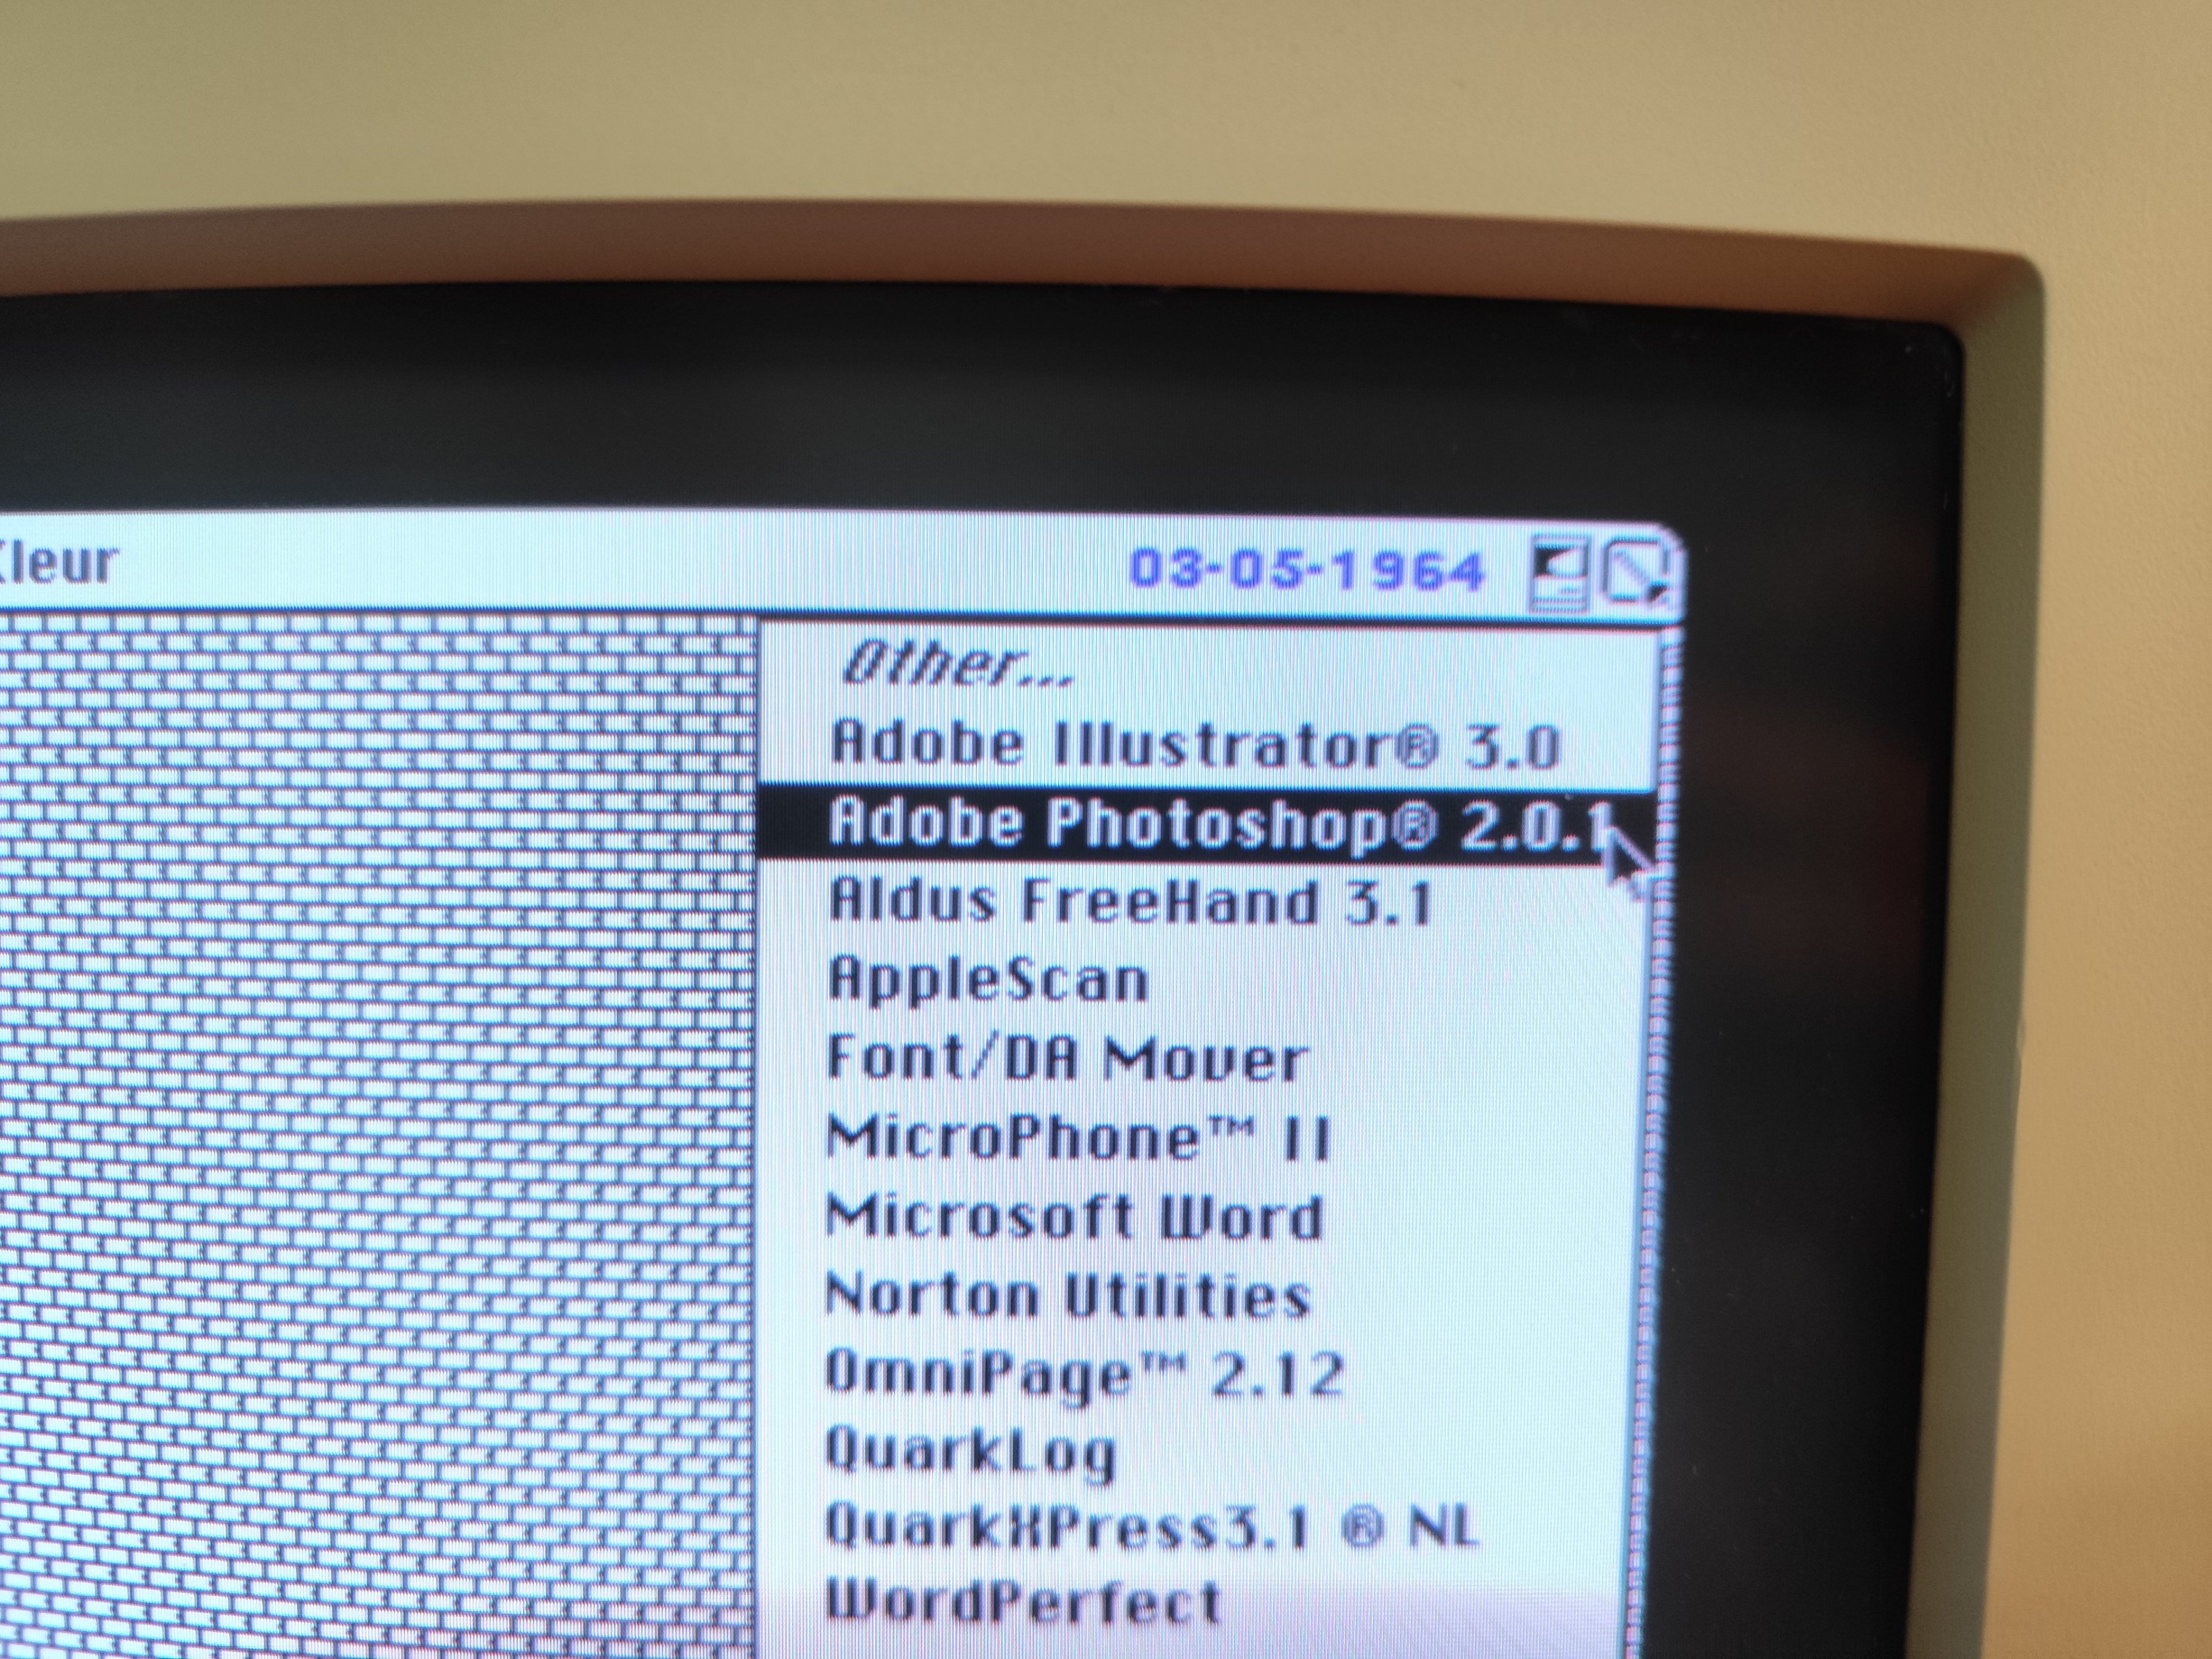 Kleur 03-05-1964
Other...
Adobe Illustrator® 3.0
Adobe Photoshop® 2.0.1
Aldus FreeHand 3.1
AppleScan
Font/DA Mover
MicroPhone™ II
Microsoft Word
Norton Utilities
OmniPage™ 2.12
QuarkLog
QuarkXPress3.1 ® NL
WordPerfect